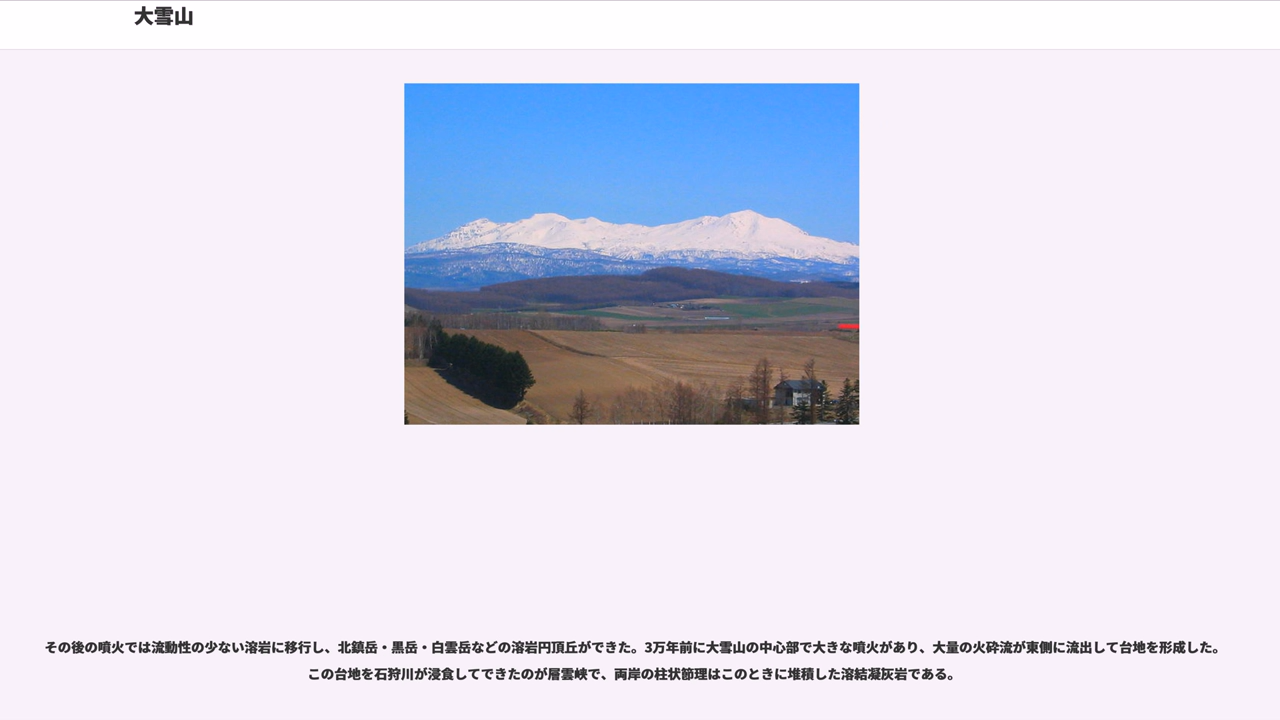 大雪山
その後の噴火では流動性の少ない溶岩に移行し、北鎮岳・黒岳・白雲岳などの溶岩円頂丘ができた。3万年前に大雪山の中心部で大きな噴火があり、大量の火砕流が東側に流出して台地を形成した。
この台地を石狩川が浸食してできたのが層雲峡で、両岸の柱状節理はこのときに堆積した溶結凝灰岩である。